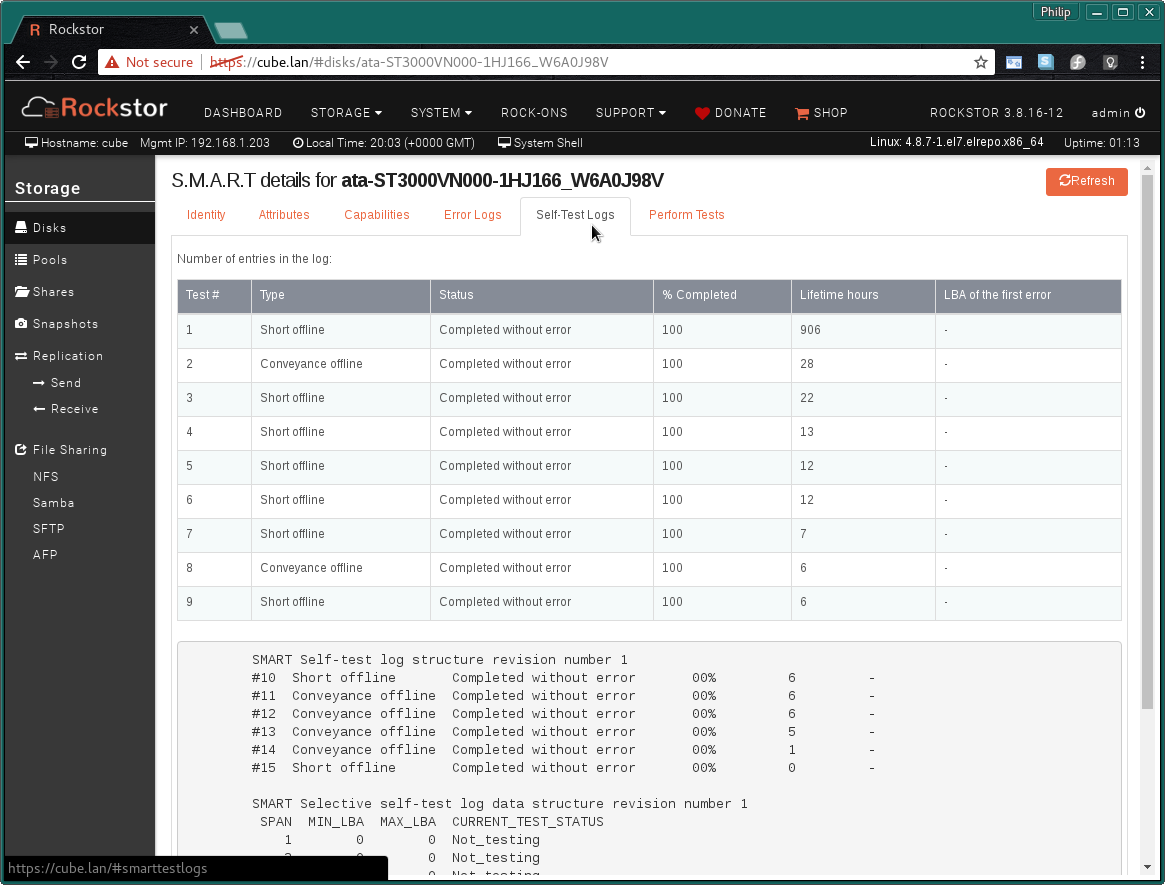 Philip
Rockstor
Not secure https://cube.lan/#disks/ata-ST3000VN000-1HJ166_W6A0J98V
Rockstor DASHBOARD STORAGE SYSTEM ROCK-ONS SUPPORT DONATE SHOP ROCKSTOR 3.8.16-12 admin
Hostname: cube Mgmt IP: 192.168.1.203 Local Time: 20:03 (+0000 GMT) System Shell Linux: 4.8.7-1.el7.elrepo.x86_64 Uptime: 01:13
Storage
Disks
Pools
Shares
Snapshots
Replication
Send
Receive
File Sharing
NFS
Samba
SFTP
AFP
S.M.A.R.T details for ata-ST3000VN000-1HJ166_W6A0J98V
Refresh
Identity Attributes Capabilities Error Logs Self-Test Logs Perform Tests
Number of entries in the log:
Test # Type Status % Completed Lifetime hours LBA of the first error
1 Short offline Completed without error 100 906 -
2 Conveyance offline Completed without error 100 28 -
3 Short offline Completed without error 100 22 -
4 Short offline Completed without error 100 13 -
5 Short offline Completed without error 100 12 -
6 Short offline Completed without error 100 12 -
7 Short offline Completed without error 100 7 -
8 Conveyance offline Completed without error 100 6 -
9 Short offline Completed without error 100 6 -
SMART Self-test log structure revision number 1
#10 Short offline Completed without error 00% 6 -
#11 Conveyance offline Completed without error 00% 6 -
#12 Conveyance offline Completed without error 00% 6 -
#13 Conveyance offline Completed without error 00% 5 -
#14 Conveyance offline Completed without error 00% 1 -
#15 Short offline Completed without error 00% 0 -
SMART Selective self-test log data structure revision number 1
SPAN MIN_LBA MAX_LBA CURRENT_TEST_STATUS
1 0 0 Not_testing
0 Not_testing
https://cube.lan/#smarttestlogs